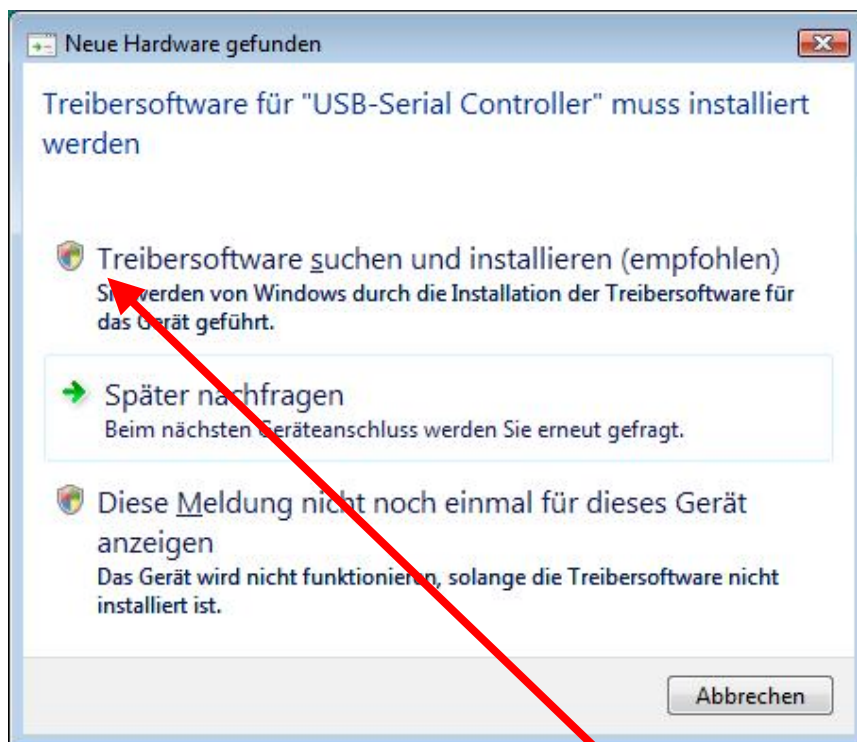 Neue Hardware gefunden
Treibersoftware für "USB-Serial Controller" muss installiert
werden
Treibersoftware suchen und installieren (empfohlen)
Sie werden von Windows durch die Installation der Treibersoftware für
das Gerät geführt.
Später nachfragen
Beim nächsten Geräteanschluss werden Sie erneut gefragt.
Diese Meldung nicht noch einmal für dieses Gerät
anzeigen
Das Gerät wird nicht funktionieren, solange die Treibersoftware nicht
installiert ist.
Abbrechen